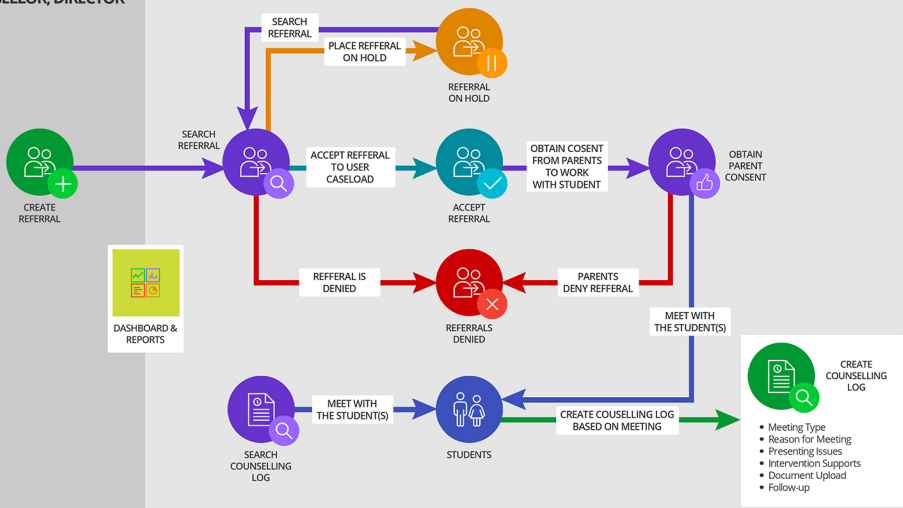 SEARCH
REFERRAL
PLACE REFFERAL
ON HOLD
REFERRAL
ON HOLD
SEARCH
REFERRAL
ACCEPT REFFERAL
TO USER
CASELOAD
OBTAIN COSENT
FROM PARENTS
TO WORK
WITH STUDENT
OBTAIN
PARENT
CONSENT
CREATE
REFERRAL
ACCEPT
REFERRAL
REFFERAL IS
DENIED
PARENTS
DENY REFFERAL
REFERRALS
DENIED
DASHBOARD &
REPORTS
MEET WITH
THE STUDENT(S)
MEET WITH
THE STUDENT(S)
SEARCH
COUNSELLING
LOG
STUDENTS
CREATE COUSELLING LOG
BASED ON MEETING
CREATE
COUNSELLING
LOG
• Meeting Type
• Reason for Meeting
• Presenting Issues
• Intervention Supports
• Document Upload
• Follow-up